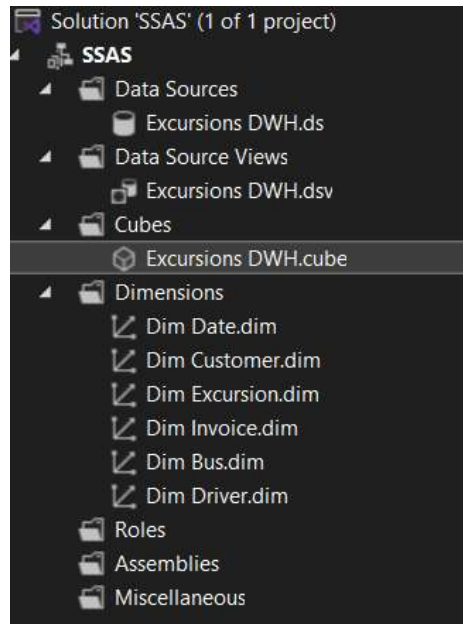 Solution 'SSAS' (1 of 1 project)
SSAS
Data Sources
Excursions DWH.ds
Data Source Views
Excursions DWH.dsv
Cubes
Excursions DWH.cube
Dimensions
Dim Date.dim
Dim Customer.dim
Dim Excursion.dim
Dim Invoice.dim
Dim Bus.dim
Dim Driver.dim
Roles
Assemblies
Miscellaneous